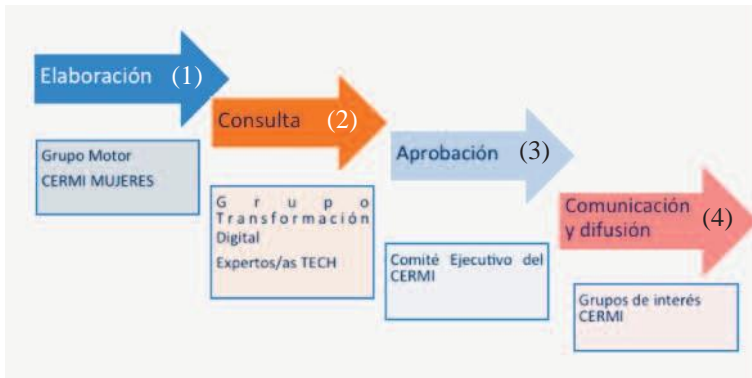 Elaboración (1)
Grupo Motor
CERMI MUJERES
Consulta (2)
Grupo
Transformación
Digital
Expertos/as TECH
Aprobación (3)
Comité Ejecutivo del
CERMI
Comunicación
y difusión (4)
Grupos de interés
CERMI